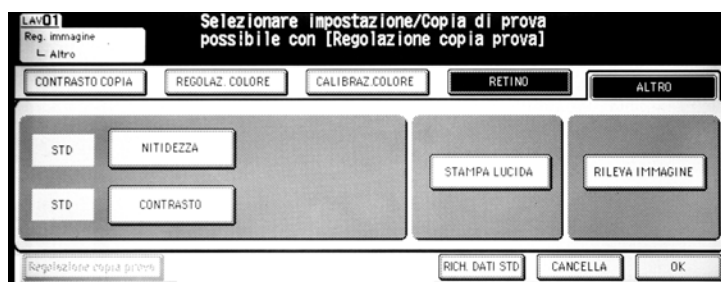 LAV01
Selezionare impostazione/Copia di prova
Reg. immagine
possibile con [Regolazione copia prova]
Altro
CONTRASTO COPIA
REGOLAZ. COLORE
CALIBRAZ.COLORE
RETINO
ALTRO
STD
NITIDEZZA
STAMPA LUCIDA
RILEVA IMMAGINE
STD
CONTRASTO
Regolazione copia prova
RICH. DATI STD
CANCELLA
OK